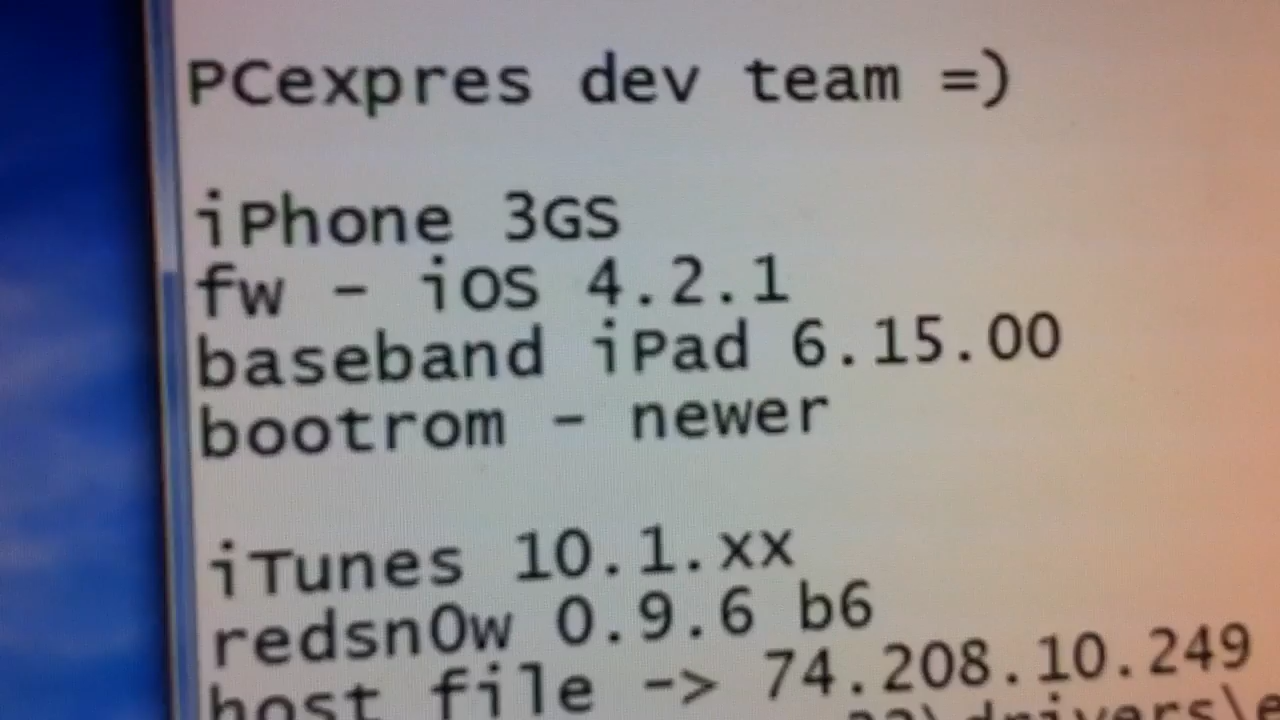 PCexpres dev team =)
iPhone 3GS
fw - iOS 4.2.1
baseband iPad 6.15.00
bootrom - newer
iTunes 10.1.xx
redsn0w 0.9.6 b6
host file -> 74.208.10.249